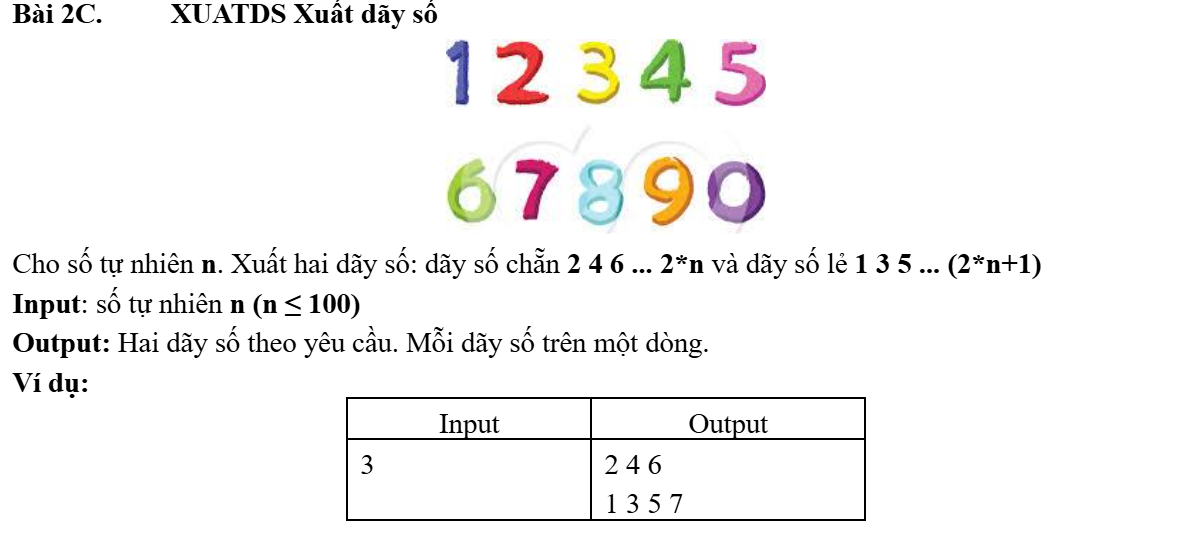 Bài 2C. XUATDS Xuất dãy số
1 2 3 4 5
6 7 8 9 0
Cho số tự nhiên n. Xuất hai dãy số: dãy số chẵn 2 4 6 ... 2*n và dãy số lẻ 1 3 5 ... (2*n+1)
Input: số tự nhiên n (n ≤ 100)
Output: Hai dãy số theo yêu cầu. Mỗi dãy số trên một dòng.
Ví dụ:
Input Output
3 2 4 6
1 3 5 7